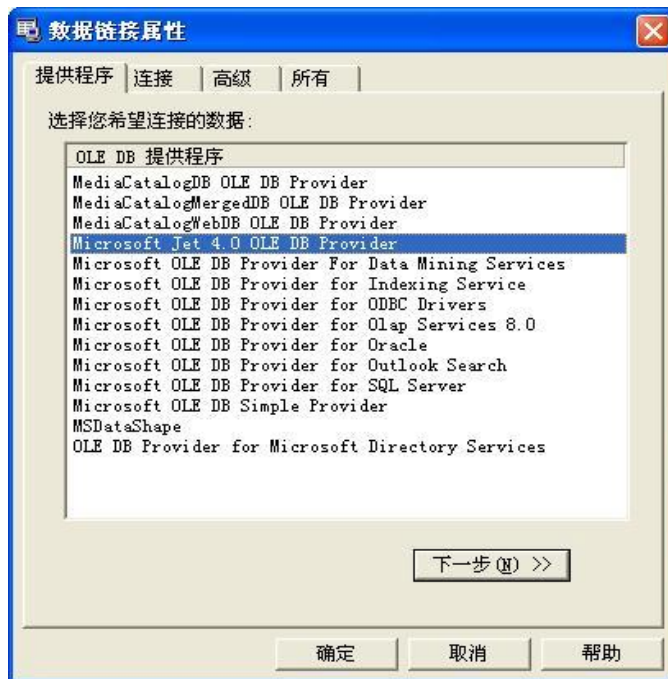 数据链接属性
提供程序 连接 高级 所有
选择您希望连接的数据:
OLE DB 提供程序
MediaCatalogDB OLE DB Provider
MediaCatalogMergedDB OLE DB Provider
MediaCatalogWebDB OLE DB Provider
Microsoft Jet 4.0 OLE DB Provider
Microsoft OLE DB Provider For Data Mining Services
Microsoft OLE DB Provider for Indexing Service
Microsoft OLE DB Provider for ODBC Drivers
Microsoft OLE DB Provider for Olap Services 8.0
Microsoft OLE DB Provider for Oracle
Microsoft OLE DB Provider for Outlook Search
Microsoft OLE DB Provider for SQL Server
Microsoft OLE DB Simple Provider
MSDataShape
OLE DB Provider for Microsoft Directory Services
下一步(N) >>
确定 取消 帮助